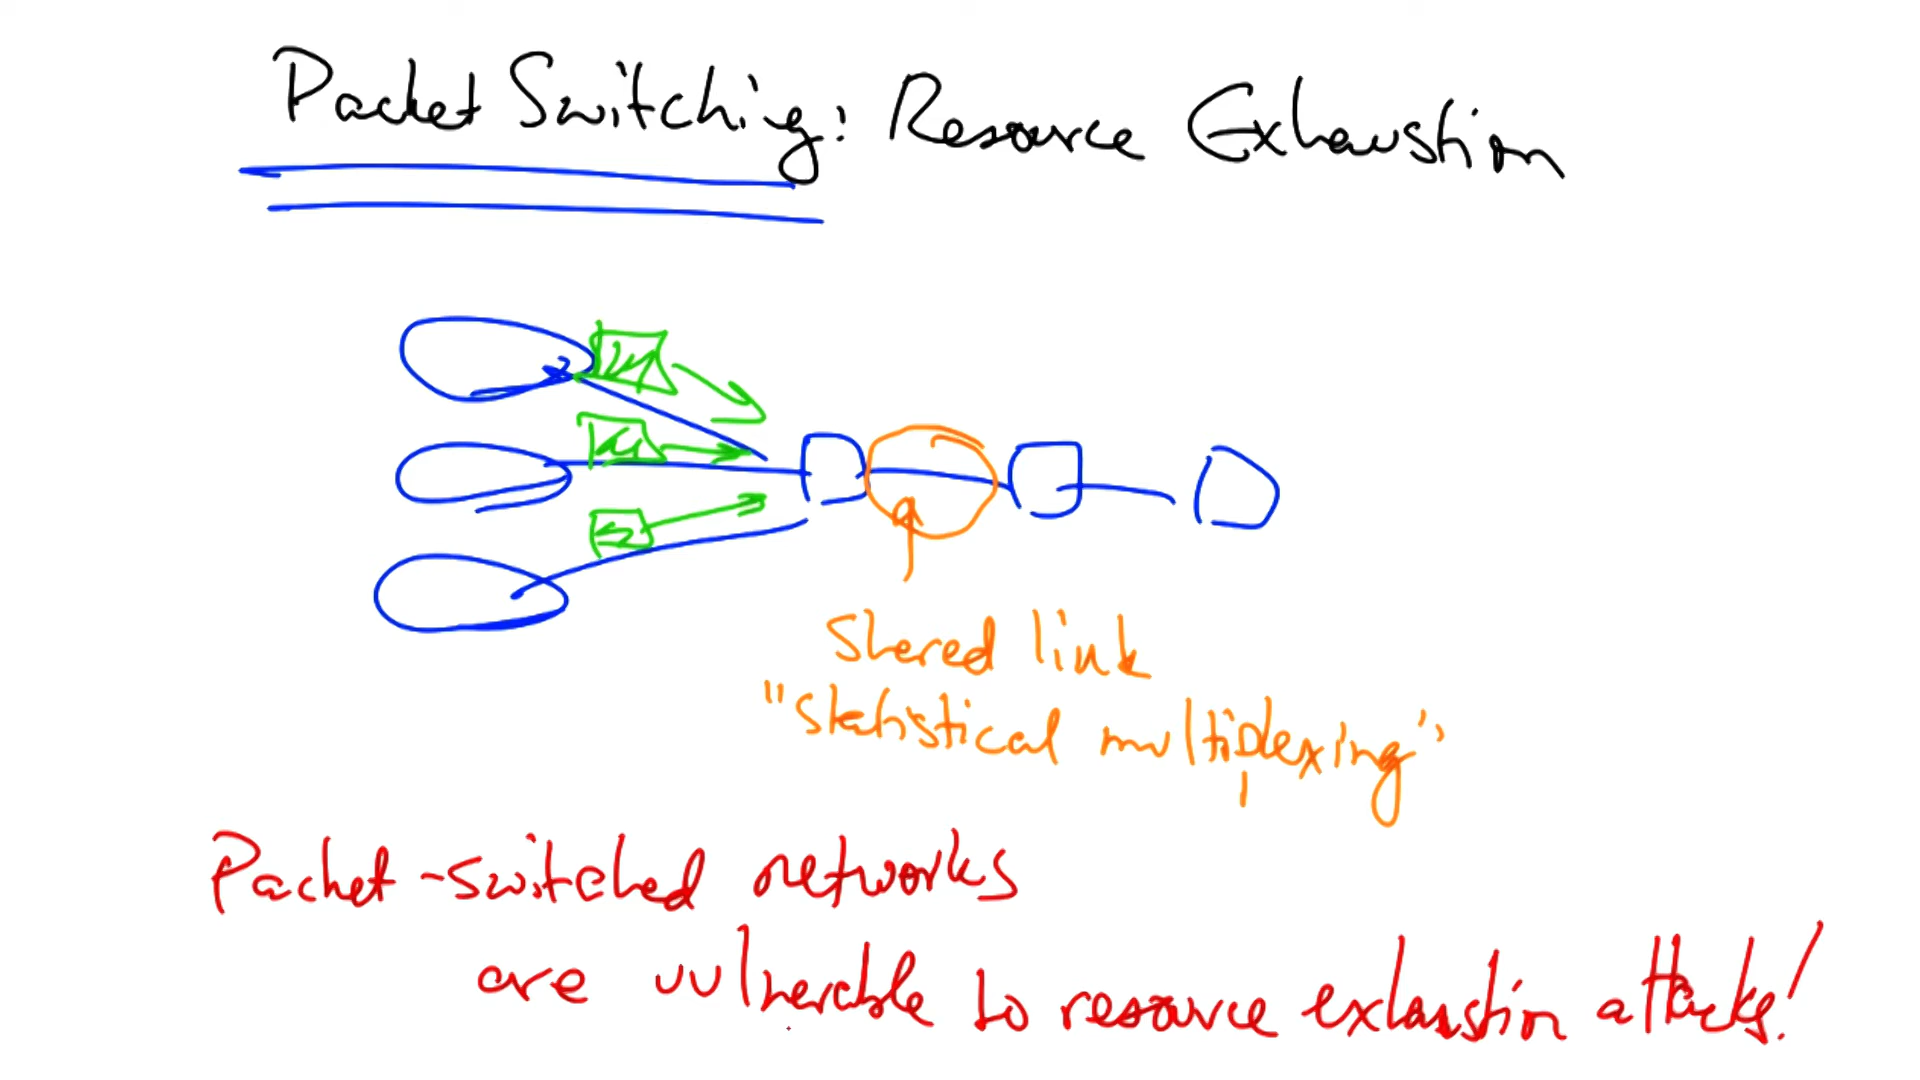 Packet Switching: Resource Exhaustion
Shared link
"statistical multiplexing"
Packet-switched networks
are vulnerable to resource exhaustion attacks!